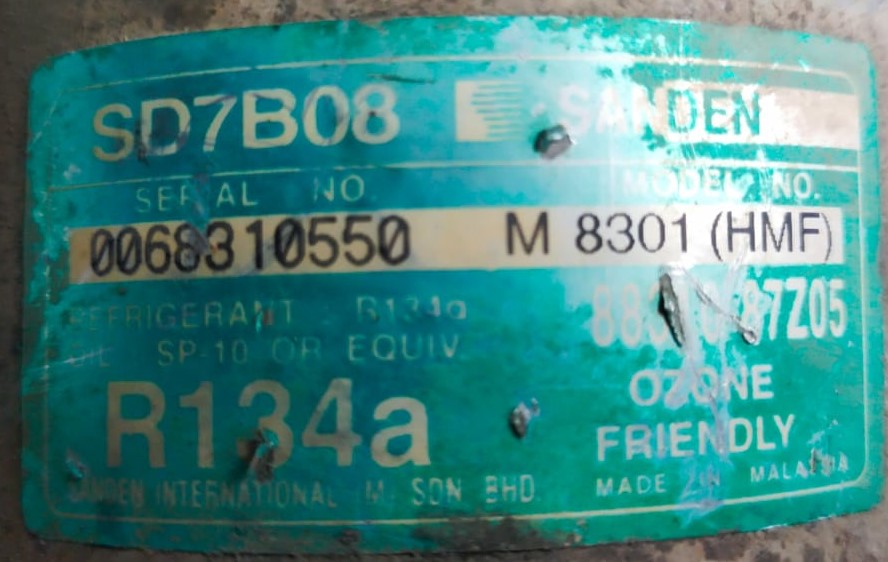 SD7B08 SANDEN
SERIAL NO MODEL NO.
0068310550 M 8301 (HMF)
REFRIGERANT R134a
OIL SP-10 OR EQUIV.
R134a
OZONE
FRIENDLY
SANDEN INTERNATIONAL M SDN BHD.
MADE IN MALAYSIA